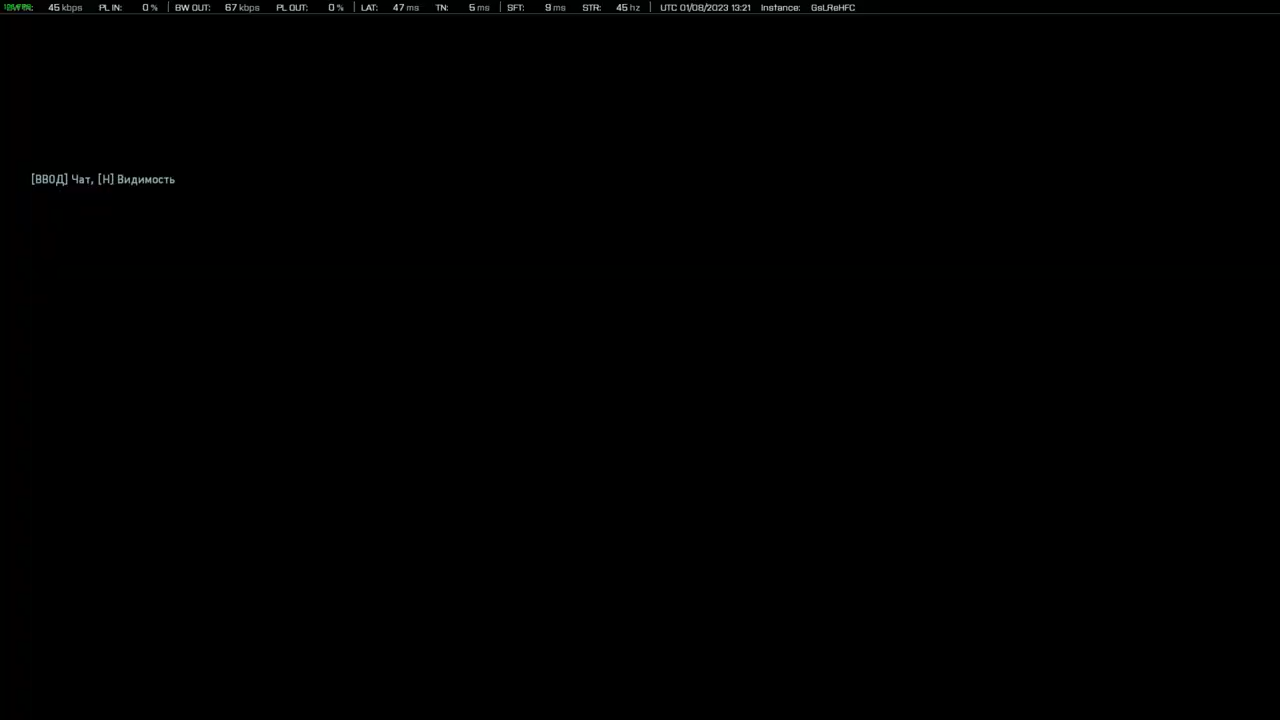 45 kbps PL IN: 0 % BW OUT: 67 kbps PL OUT: 0 % LAT: 47 ms TN: 5 ms SFT: 9 ms STR: 45 hz UTC 01/08/2023 13:21 Instance: GsLReHFC
[ВВОД] Чат, [H] Видимость